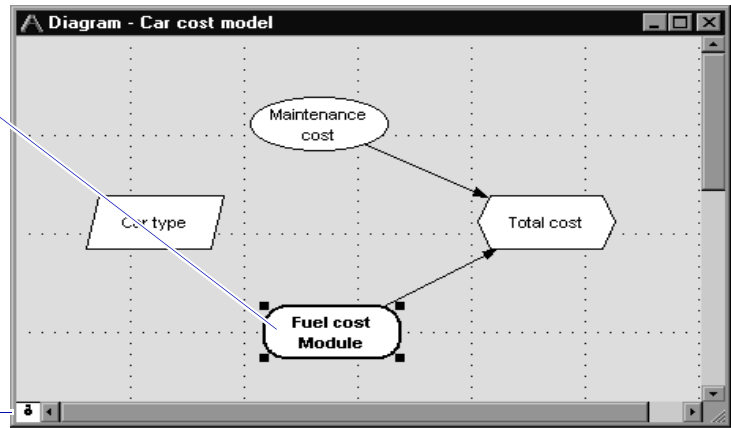 Diagram - Car cost model
Maintenance
cost
Car type
Total cost
Fuel cost
Module